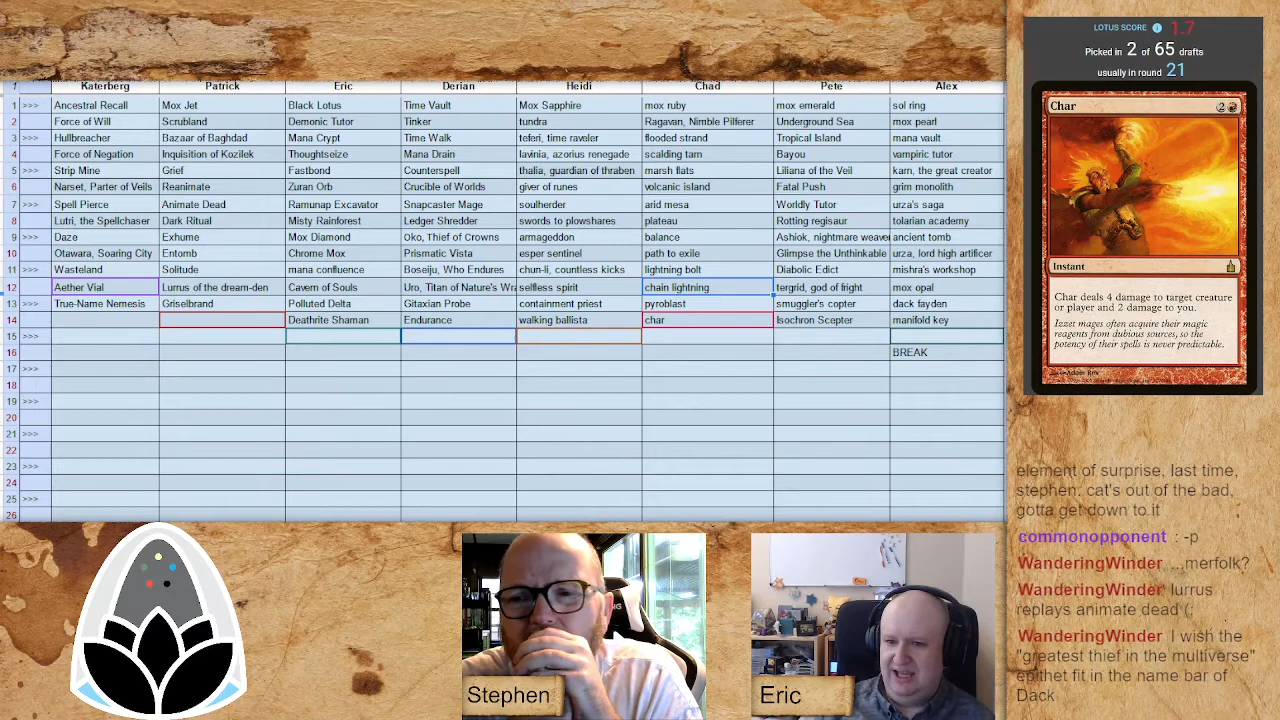 1 Katerberg Patrick Eric Derian Heidi Chad Pete Alex
1 >>> Ancestral Recall Mox Jet Black Lotus Time Vault Mox Sapphire mox ruby mox emerald sol ring
2 Force of Will Scrubland Demonic Tutor Tinker tundra Ragavan, Nimble Pilferer Underground Sea mox pearl
3 >>> Hullbreacher Bazaar of Baghdad Mana Crypt Time Walk teferi, time raveler flooded strand Tropical Island mana vault
4 Force of Negation Inquisition of Kozilek Thoughtseize Mana Drain lavinia, azorius renegade scalding tarn Bayou vampiric tutor
5 >>> Strip Mine Grief Fastbond Counterspell thalia, guardian of thraben marsh flats Liliana of the Veil karn, the great creator
6 Narset, Parter of Veils Reanimate Zuran Orb Crucible of Worlds giver of runes volcanic island Fatal Push grim monolith
7 >>> Spell Pierce Animate Dead Ramunap Excavator Snapcaster Mage soulherder arid mesa Worldly Tutor urza's saga
8 Lutri, the Spellchaser Dark Ritual Misty Rainforest Ledger Shredder swords to plowshares plateau Rotting regisaur tolarian academy
9 >>> Daze Exhume Mox Diamond Oko, Thief of Crowns armageddon balance Ashiok, nightmare weaver ancient tomb
10 Otawara, Soaring City Entomb Chrome Mox Prismatic Vista esper sentinel path to exile Glimpse the Unthinkable urza, lord high artificer
11 >>> Wasteland Solitude mana confluence Boseiju, Who Endures chun-li, countless kicks lightning bolt Diabolic Edict mishra's workshop
12 Aether Vial Lurrus of the dream-den Cavern of Salls Uro, Titan of Nature's Wra selfless spirit chain lightning tergrid, god of fright mox opal
13 >>> True-Name Nemesis Griselbrand Polluted Delta Gitaxian Probe containment priest pyroblast smuggler's copter dack fayden
14 Deathrite Shaman Endurance walking ballista char Isochron Scepter manifold key
15 >>>
16 BREAK
17 >>>
18
19 >>>
20
21 >>>
22
23 >>>
24
25 >>>
26
LOTUS SCORE i 1.7
Picked in 2 of 65 drafts
usually in round 21
Char 2
Instant
Char deals 4 damage to target creature
or player and 2 damage to you.
Izzet mages often acquire their magic
reagents from dubious sources, so the
potency of their spells is never predictable.
element of surprise, last time,
stephen. cat's out of the bad,
gotta get down to it
commonopponent : -p
WanderingWinder ...merfolk?
WanderingWinder lurrus
replays animate dead (;
WanderingWinder I wish the
"greatest thief in the multiverse"
epithet fit in the name bar of
Dack
Stephen
Eric